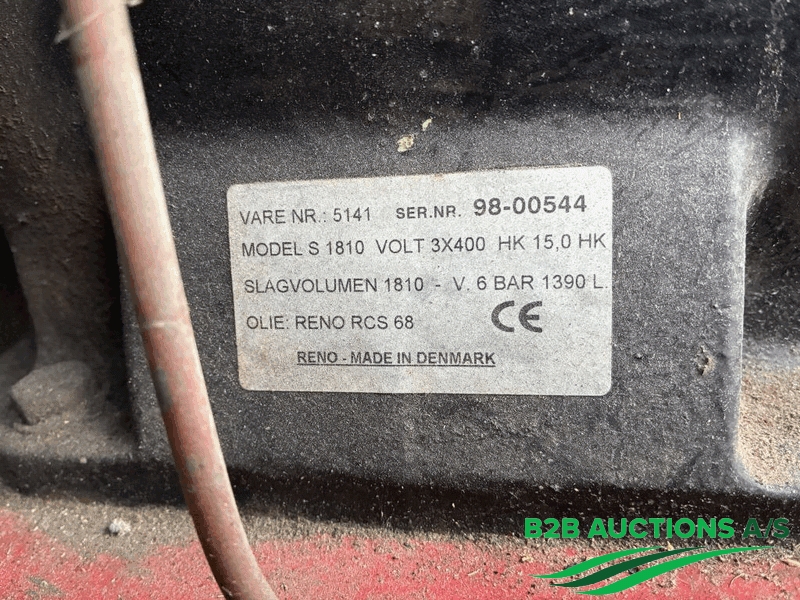 VARE NR.: 5141 SER.NR. 98-00544
MODEL S 1810 VOLT 3X400 HK 15,0 HK
SLAGVOLUMEN 1810 - V. 6 BAR 1390 L.
OLIE: RENO RCS 68 CE
RENO - MADE IN DENMARK
B2B AUCTIONS A/S